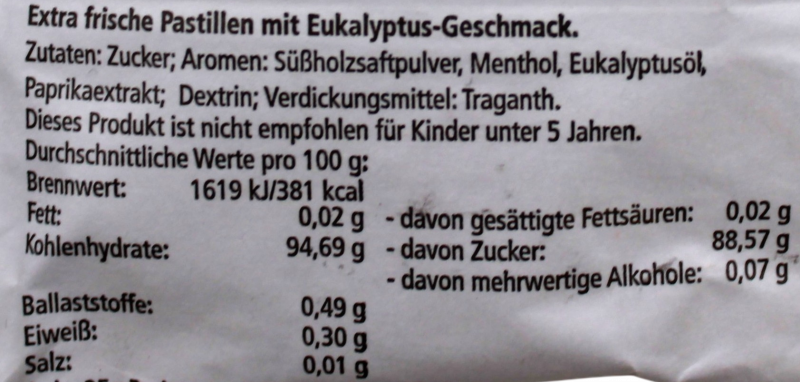 Extra frische Pastillen mit Eukalyptus-Geschmack.
Zutaten: Zucker; Aromen: Süßholzsaftpulver, Menthol, Eukalyptusöl,
Paprikaextrakt; Dextrin; Verdickungsmittel: Traganth.
Dieses Produkt ist nicht empfohlen für Kinder unter 5 Jahren.
Durchschnittliche Werte pro 100 g:
Brennwert: 1619 kJ/381 kcal
Fett: 0,02 g - davon gesättigte Fettsäuren: 0,02 g
Kohlenhydrate: 94,69 g - davon Zucker: 88,57 g
- davon mehrwertige Alkohole: 0,07 g
Ballaststoffe: 0,49 g
Eiweiß: 0,30 g
Salz: 0,01 g